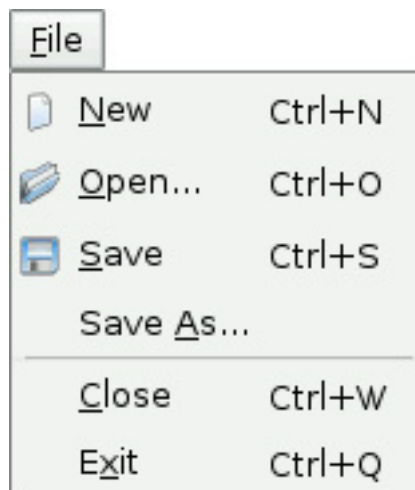 File
New Ctrl+N
Open... Ctrl+O
Save Ctrl+S
Save As...
Close Ctrl+W
Exit Ctrl+Q